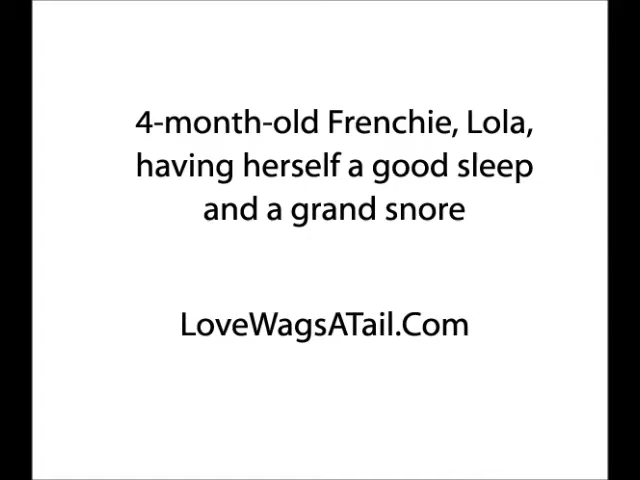 4-month-old Frenchie, Lola,
having herself a good sleep
and a grand snore
LoveWagsATail.Com